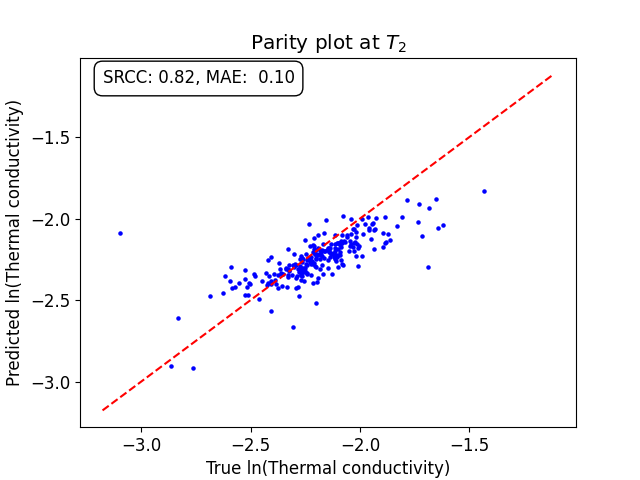 Parity plot at $T_2$
SRCC: 0.82, MAE:  0.10
Predicted ln(Thermal conductivity)
−1.5
−2.0
−2.5
−3.0
−3.0
−2.5
−2.0
−1.5
True ln(Thermal conductivity)